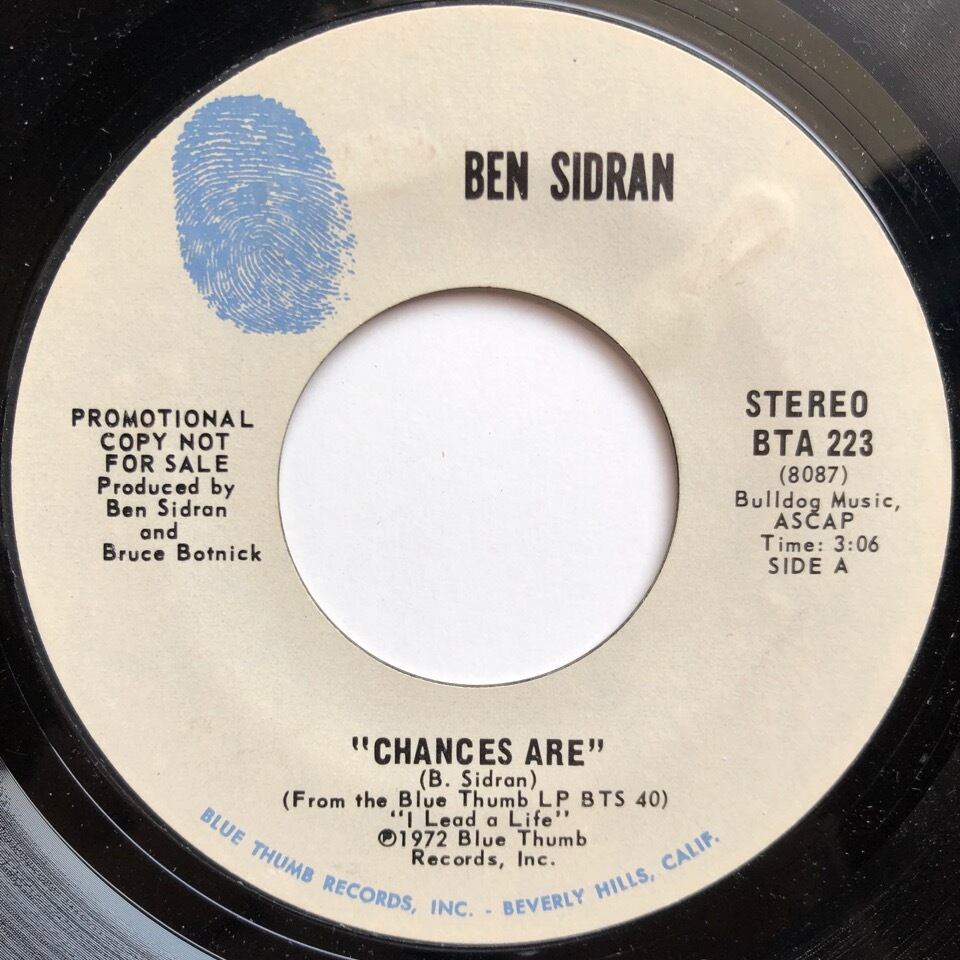 BEN SIDRAN
PROMOTIONAL
COPY NOT
FOR SALE
Produced by
Ben Sidran
and
Bruce Botnick
STEREO
BTA 223
(8087)
Bulldog Music,
ASCAP
Time: 3:06
SIDE A
"CHANCES ARE"
(B. Sidran)
(From the Blue Thumb LP BTS 40)
"I Lead a Life"
℗1972 Blue Thumb
Records, Inc.
BLUE THUMB RECORDS, INC. - BEVERLY HILLS, CALIF.